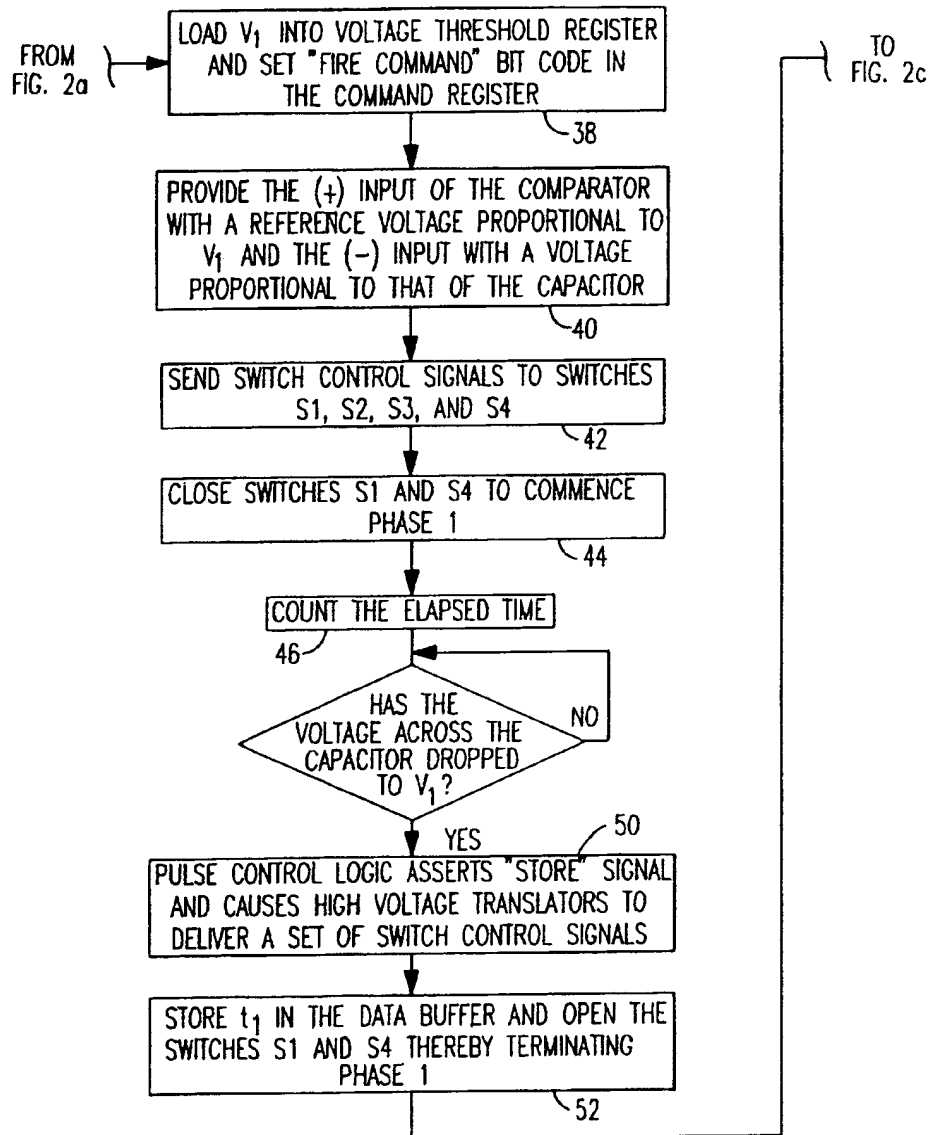 FROM
FIG. 2a
LOAD V1 INTO VOLTAGE THRESHOLD REGISTER
AND SET "FIRE COMMAND" BIT CODE IN
THE COMMAND REGISTER
38
TO
FIG. 2c
PROVIDE THE (+) INPUT OF THE COMPARATOR
WITH A REFERENCE VOLTAGE PROPORTIONAL TO
V1 AND THE (-) INPUT WITH A VOLTAGE
PROPORTIONAL TO THAT OF THE CAPACITOR
40
SEND SWITCH CONTROL SIGNALS TO SWITCHES
S1, S2, S3, AND S4
42
CLOSE SWITCHES S1 AND S4 TO COMMENCE
PHASE 1
44
COUNT THE ELAPSED TIME
46
HAS THE
VOLTAGE ACROSS THE
CAPACITOR DROPPED
TO V1?
NO
YES
50
PULSE CONTROL LOGIC ASSERTS "STORE" SIGNAL
AND CAUSES HIGH VOLTAGE TRANSLATORS TO
DELIVER A SET OF SWITCH CONTROL SIGNALS
STORE t1 IN THE DATA BUFFER AND OPEN THE
SWITCHES S1 AND S4 THEREBY TERMINATING
PHASE 1
52